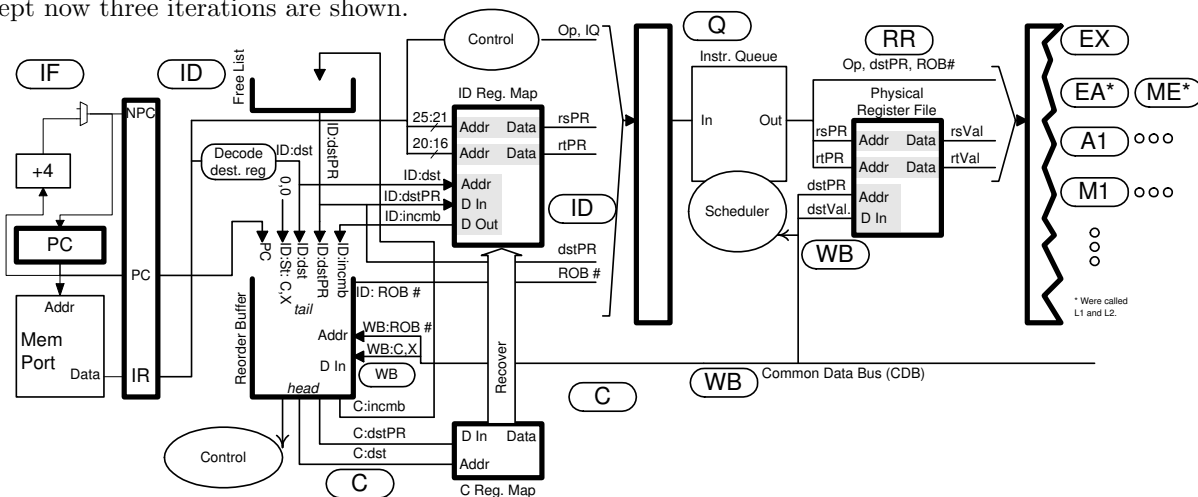 ept now three iterations are shown.
IF
ID
Free List
Control
Op, IQ
Q
RR
EX
Instr. Queue
Op, dstPR, ROB#
EA*
ME*
NPC
ID Reg. Map
Physical
Register File
25:21
Addr
Data
rsPR
In
Out
rsPR
Addr
Data
rsVal
A1
20:16
Addr
Data
rtPR
rtPR
Addr
Data
rtVal
+4
Decode
dest. reg
ID:dst
ID:dstPR
0,0
ID:dst
Addr
ID:dstPR
D In
ID:incmb
D Out
ID
Scheduler
dstPR
Addr
dstVal.
D In
M1
PC
WB
PC
ID:St: C,X
ID:dst
ID:dstPR
ID:incmb
dstPR
PC
ROB #
tail
ID: ROB #
Addr
Mem
Port
Data
IR
Reorder Buffer
Addr
WB:ROB #
WB:C,X
D In
WB
head
* Were called
L1 and L2.
Recover
WB
Common Data Bus (CDB)
C
C:incmb
C:dstPR
D In
Data
Control
C:dst
Addr
C
C Reg. Map